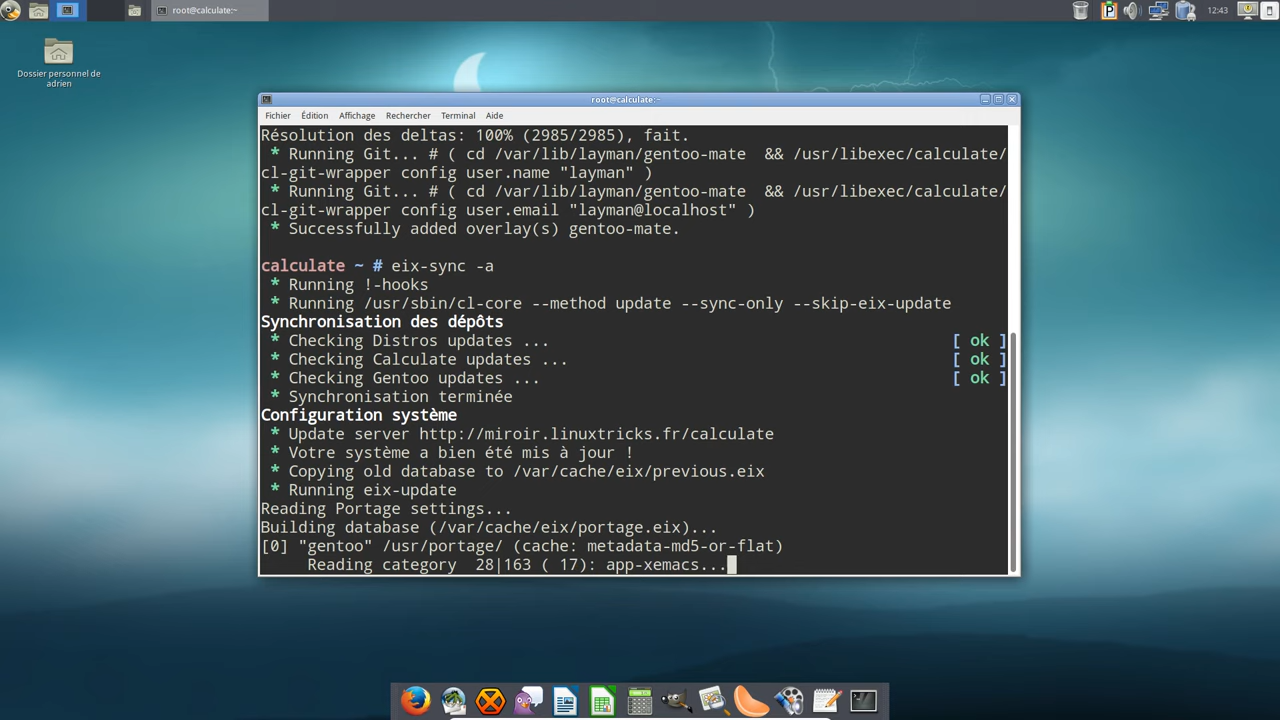 root@calculate:~
12:43
Dossier personnel de
adrien
root@calculate:~
Fichier Édition Affichage Rechercher Terminal Aide
Résolution des deltas: 100% (2985/2985), fait.
* Running Git... # ( cd /var/lib/layman/gentoo-mate  && /usr/libexec/calculate/
cl-git-wrapper config user.name "layman" )
* Running Git... # ( cd /var/lib/layman/gentoo-mate  && /usr/libexec/calculate/
cl-git-wrapper config user.email "layman@localhost" )
* Successfully added overlay(s) gentoo-mate.
calculate ~ # eix-sync -a
* Running !-hooks
* Running /usr/sbin/cl-core --method update --sync-only --skip-eix-update
Synchronisation des dépôts
* Checking Distros updates ... [ ok ]
* Checking Calculate updates ... [ ok ]
* Checking Gentoo updates ... [ ok ]
* Synchronisation terminée
Configuration système
* Update server http://miroir.linuxtricks.fr/calculate
* Votre système a bien été mis à jour !
* Copying old database to /var/cache/eix/previous.eix
* Running eix-update
Reading Portage settings...
Building database (/var/cache/eix/portage.eix)...
[0] "gentoo" /usr/portage/ (cache: metadata-md5-or-flat)
Reading category  28|163 ( 17): app-xemacs...